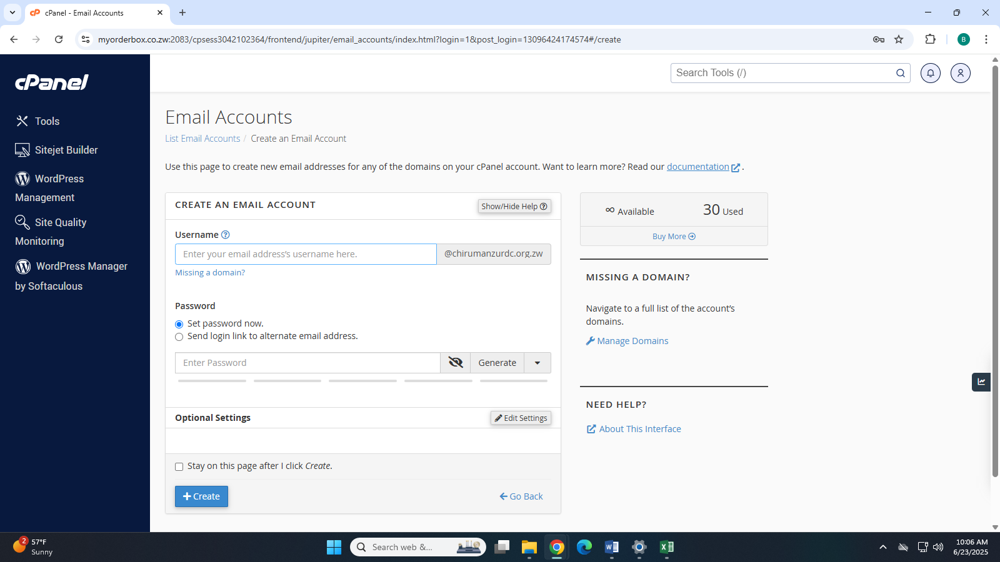 cPanel - Email Accounts
myorderbox.co.zw:2083/cpsess3042102364/frontend/jupiter/email_accounts/index.html?login=1&post_login=13096424174574#/create
B
cPanel
Search Tools (/)
Tools
Sitejet Builder
WordPress
Management
Site Quality
Monitoring
WordPress Manager
by Softaculous
Email Accounts
List Email Accounts / Create an Email Account
Use this page to create new email addresses for any of the domains on your cPanel account. Want to learn more? Read our documentation .
CREATE AN EMAIL ACCOUNT
Show/Hide Help
Username
Enter your email address's username here.
@chirumanzurdc.org.zw
Missing a domain?
Password
Set password now.
Send login link to alternate email address.
Enter Password
Generate
Optional Settings
Edit Settings
Stay on this page after I click Create.
Create
Go Back
∞ Available
30 Used
Buy More
MISSING A DOMAIN?
Navigate to a full list of the account's
domains.
Manage Domains
NEED HELP?
About This Interface
2
57°F
Sunny
Search web &...
10:06 AM
6/23/2025